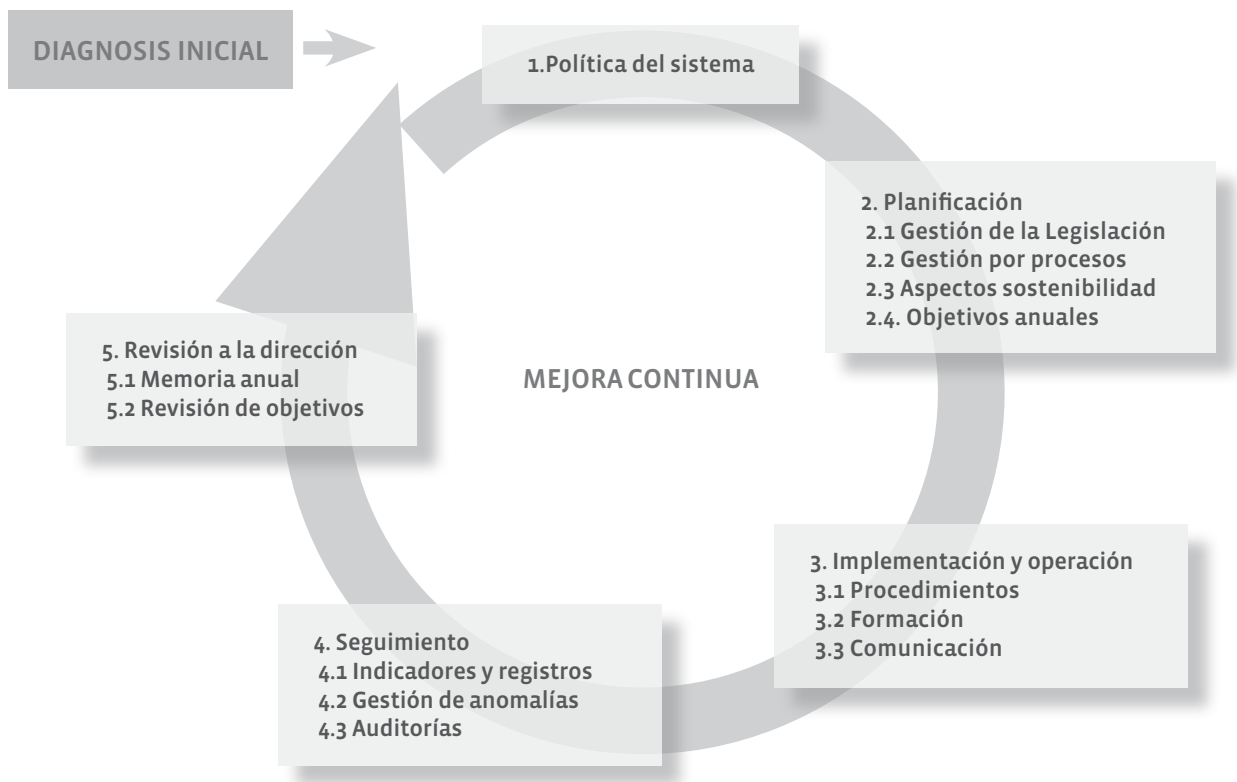 DIAGNOSIS INICIAL
1.Política del sistema
2. Planificación
2.1 Gestión de la Legislación
2.2 Gestión por procesos
2.3 Aspectos sostenibilidad
2.4. Objetivos anuales
5. Revisión a la dirección
5.1 Memoria anual
5.2 Revisión de objetivos
MEJORA CONTINUA
3. Implementación y operación
3.1 Procedimientos
3.2 Formación
3.3 Comunicación
4. Seguimiento
4.1 Indicadores y registros
4.2 Gestión de anomalías
4.3 Auditorías